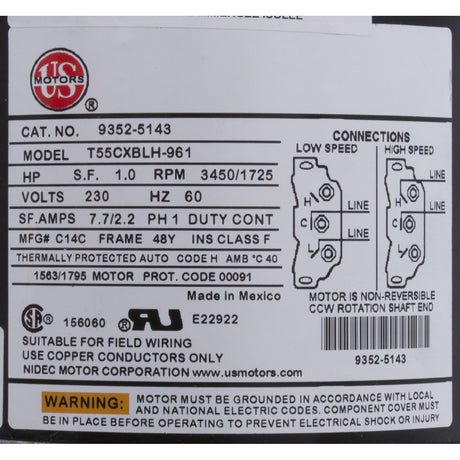 US
MOTORS
®
CAT. NO. 9352-5143
MODEL T55CXBLH-961
HP S.F. 1.0 RPM 3450/1725
VOLTS 230 HZ 60
SF.AMPS 7.7/2.2 PH 1 DUTY CONT
MFG# C14C FRAME 48Y INS CLASS F
THERMALLY PROTECTED AUTO CODE H AMB °C 40
1563/1795 MOTOR PROT. CODE 00091
Made in Mexico
156060
E22922
SUITABLE FOR FIELD WIRING
USE COPPER CONDUCTORS ONLY
NIDEC MOTOR CORPORATION www.usmotors.com
CONNECTIONS
LOW SPEED HIGH SPEED
H LINE LINE
C LINE
L LINE
MOTOR IS NON-REVERSIBLE
CCW ROTATION SHAFT END
9352-5143
WARNING: MOTOR MUST BE GROUNDED IN ACCORDANCE WITH LOCAL
AND NATIONAL ELECTRIC CODES. COMPONENT COVER MUST
BE IN PLACE BEFORE OPERATING TO PREVENT ELECTRICAL SHOCK OR INJURY